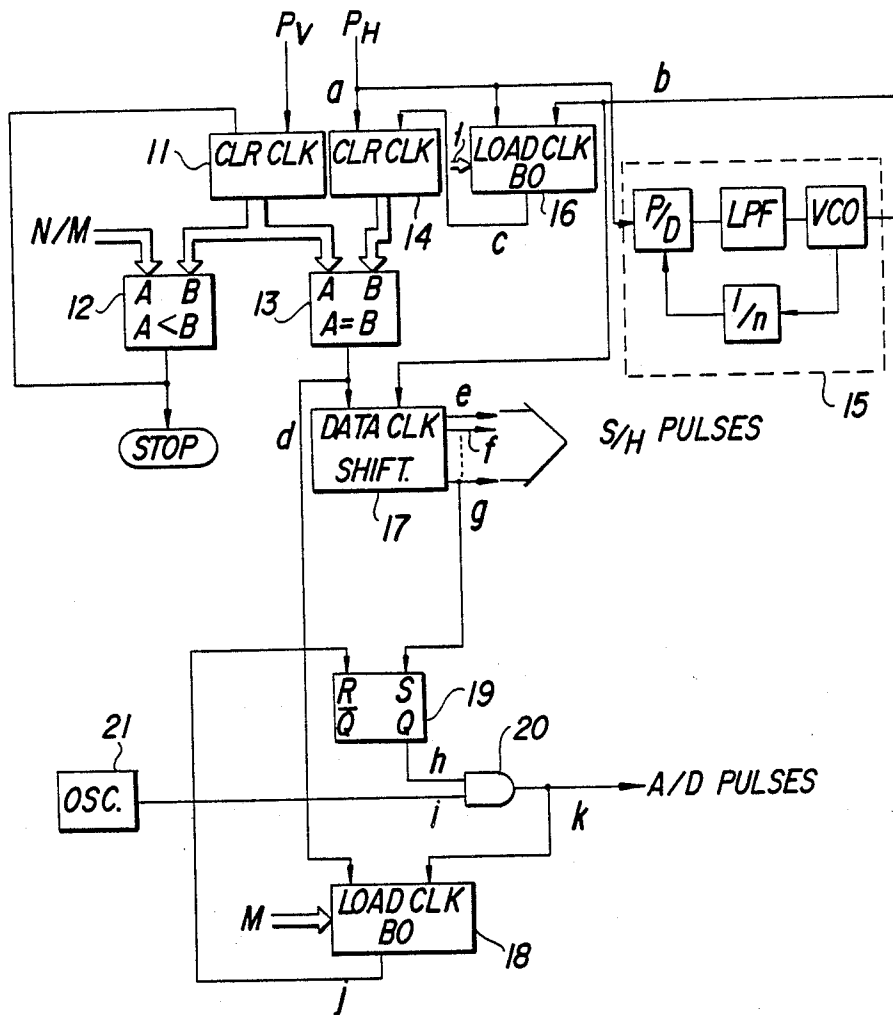 P_V P_H
a b
11 CLR CLK CLR CLK 1 LOAD CLK
BO
14 16
c
N/M
P/D LPF VCO
1/n
15
12 A B
A<B
13 A B
A=B
STOP
d DATA CLK
SHIFT.
17
e
f
g
S/H PULSES
R S
Q̅ Q
19
21
OSC.
20
h
i
k
A/D PULSES
M LOAD CLK
BO
18
j